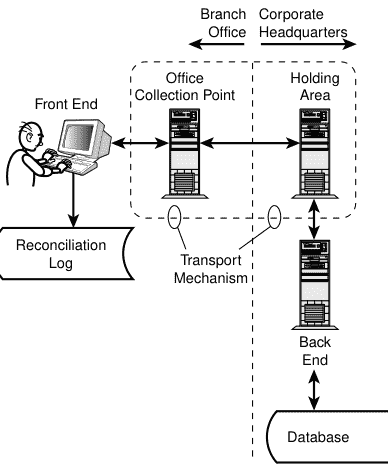 Branch
Office
Corporate
Headquarters
Office
Collection Point
Holding
Area
Front End
Reconciliation
Log
Transport
Mechanism
Back
End
Database